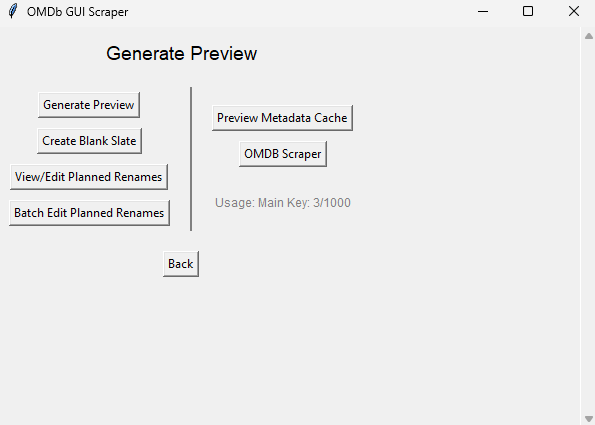 OMDb GUI Scraper
Generate Preview
Generate Preview
Create Blank Slate
View/Edit Planned Renames
Batch Edit Planned Renames
Preview Metadata Cache
OMDB Scraper
Usage: Main Key: 3/1000
Back